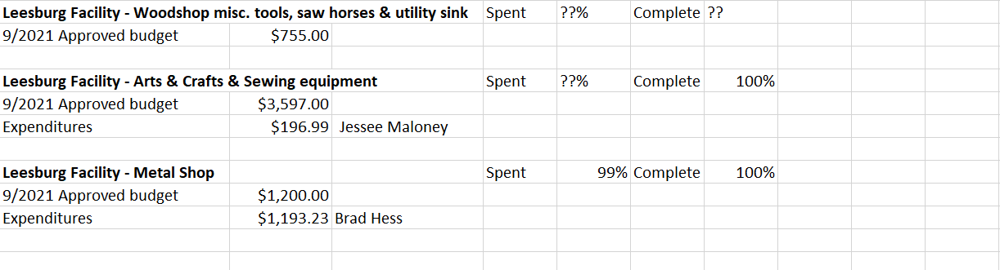 Leesburg Facility - Woodshop misc. tools, saw horses & utility sink Spent ??% Complete ??
9/2021 Approved budget $755.00
Leesburg Facility - Arts & Crafts & Sewing equipment Spent ??% Complete 100%
9/2021 Approved budget $3,597.00
Expenditures $196.99 Jessee Maloney
Leesburg Facility - Metal Shop Spent 99% Complete 100%
9/2021 Approved budget $1,200.00
Expenditures $1,193.23 Brad Hess